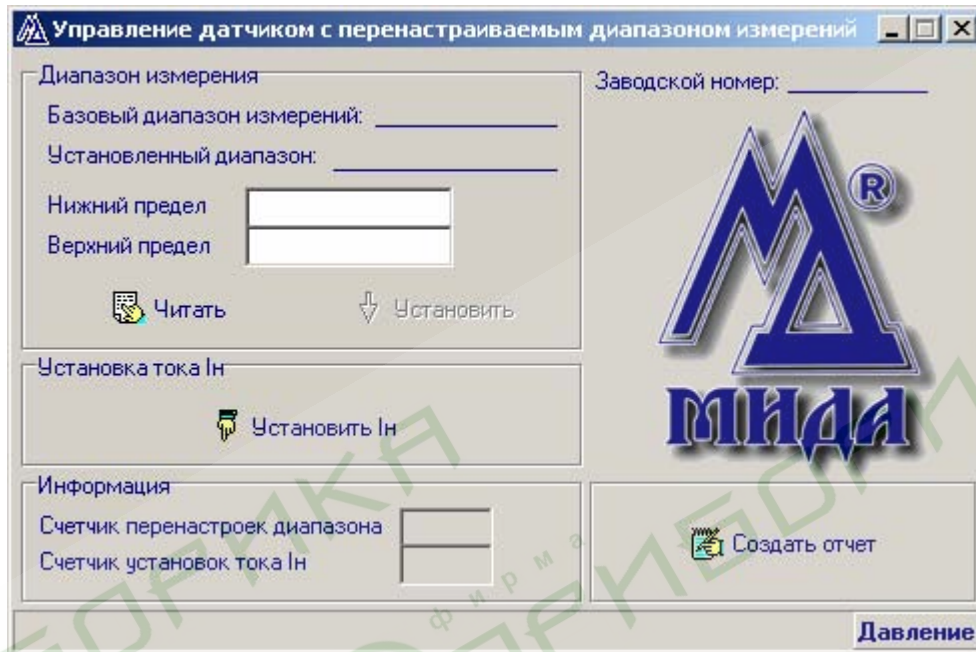 Управление датчиком с перенастраиваемым диапазоном измерений
Диапазон измерения
Базовый диапазон измерений:
Установленный диапазон:
Нижний предел
Верхний предел
Читать
Установить
Установка тока Iн
Установить Iн
Информация
Счетчик перенастроек диапазона
Счетчик установок тока Iн
Заводской номер:
®
МИДА
Создать отчет
Давление
фирма